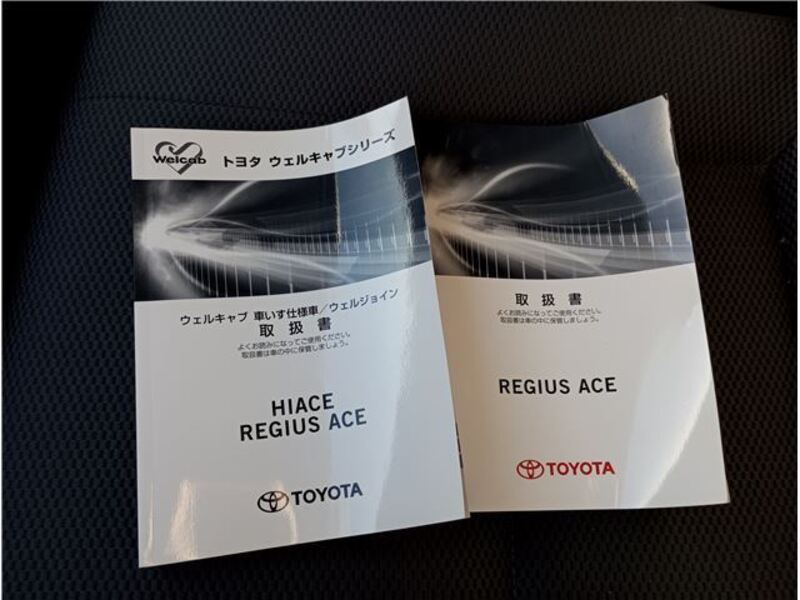 Welcab トヨタ ウェルキャブシリーズ
ウェルキャブ 車いす仕様車/ウェルジョイン
取扱書
よくお読みになってご使用ください。
取扱書は車の中に保管しましょう。
HIACE
REGIUS ACE
TOYOTA
取扱書
よくお読みになってご使用ください。
取扱書は車の中に保管しましょう。
REGIUS ACE
TOYOTA